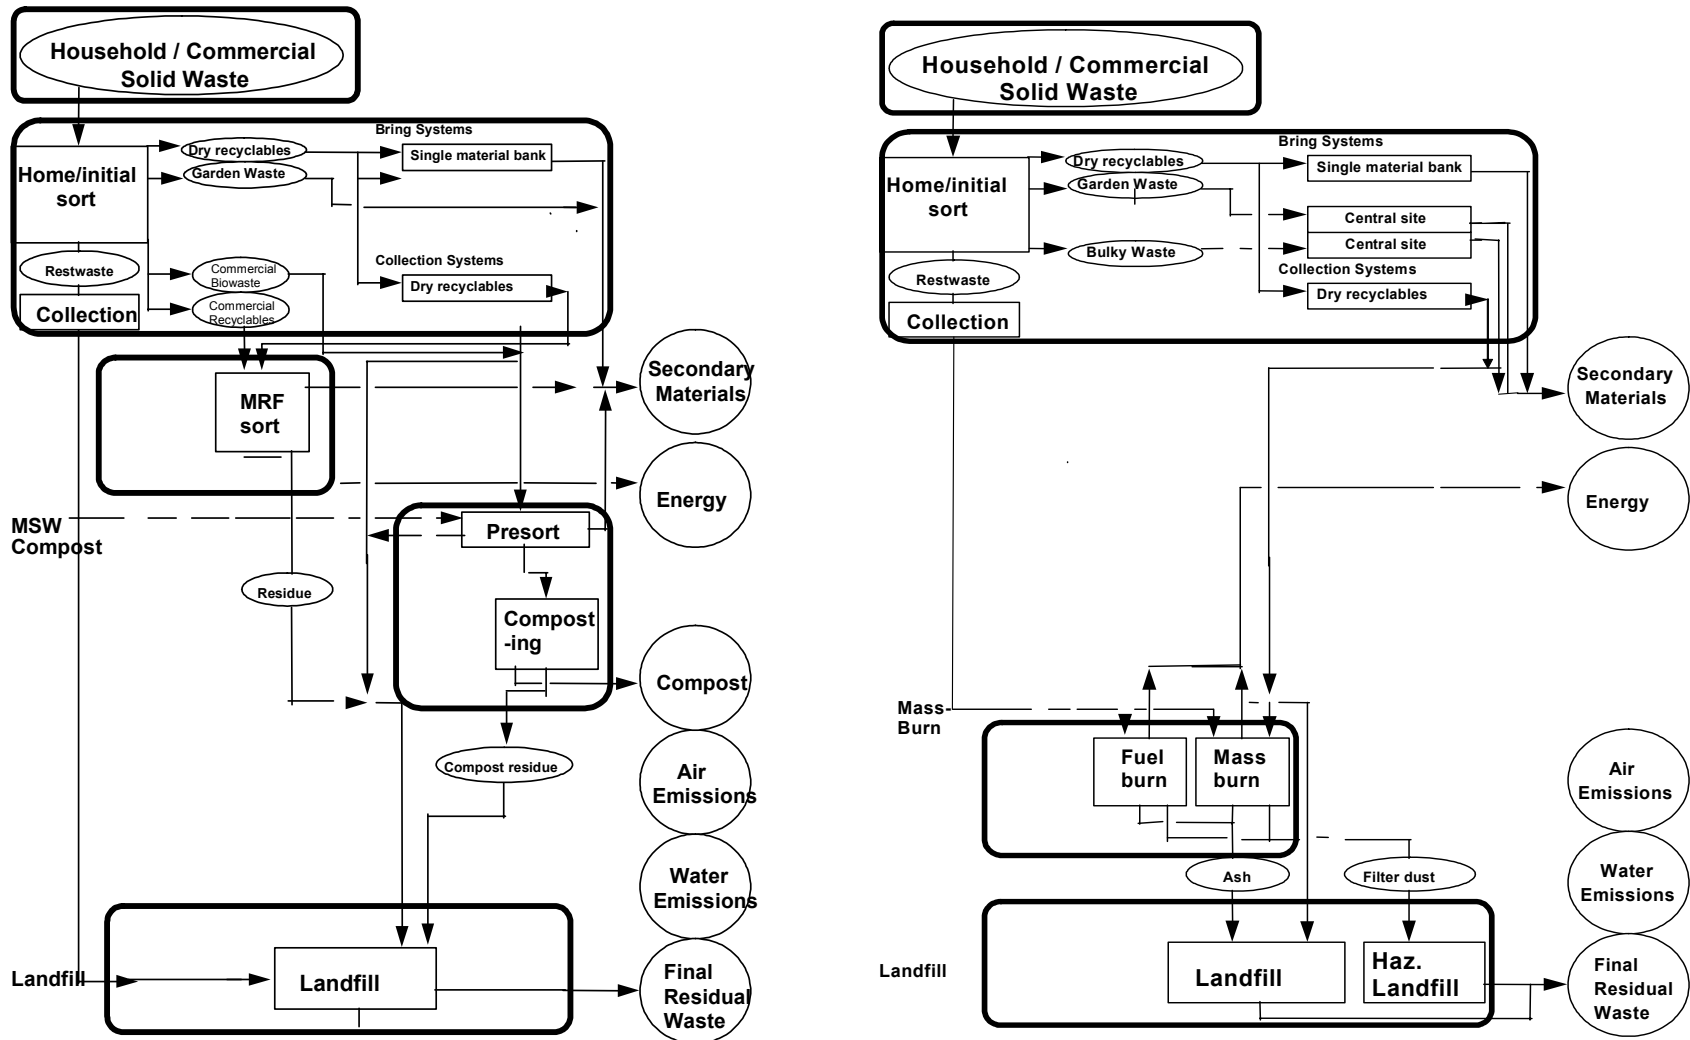 Household / Commercial
Solid Waste
Bring Systems
Dry recyclables
Single material bank
Garden Waste
Home/initial
sort
Collection Systems
Restwaste
Commercial
Biowaste
Dry recyclables
Collection
Commercial
Recyclables
MRF
sort
Secondary
Materials
Energy
MSW
Compost
Presort
Residue
Compost
-ing
Compost
Compost residue
Air
Emissions
Water
Emissions
Landfill
Landfill
Final
Residual
Waste
Household / Commercial
Solid Waste
Bring Systems
Dry recyclables
Single material bank
Garden Waste
Home/initial
sort
Central site
Central site
Bulky Waste
Collection Systems
Restwaste
Dry recyclables
Collection
Secondary
Materials
Energy
Mass-
Burn
Fuel
burn
Mass
burn
Air
Emissions
Ash
Filter dust
Water
Emissions
Landfill
Landfill
Haz.
Landfill
Final
Residual
Waste